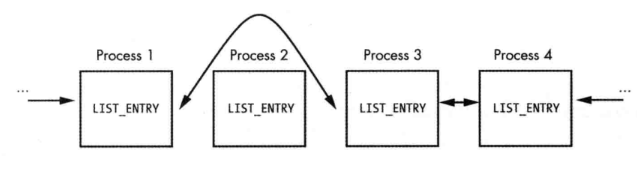 Process 1 Process 2 Process 3 Process 4
... ...
LIST_ENTRY LIST_ENTRY LIST_ENTRY LIST_ENTRY